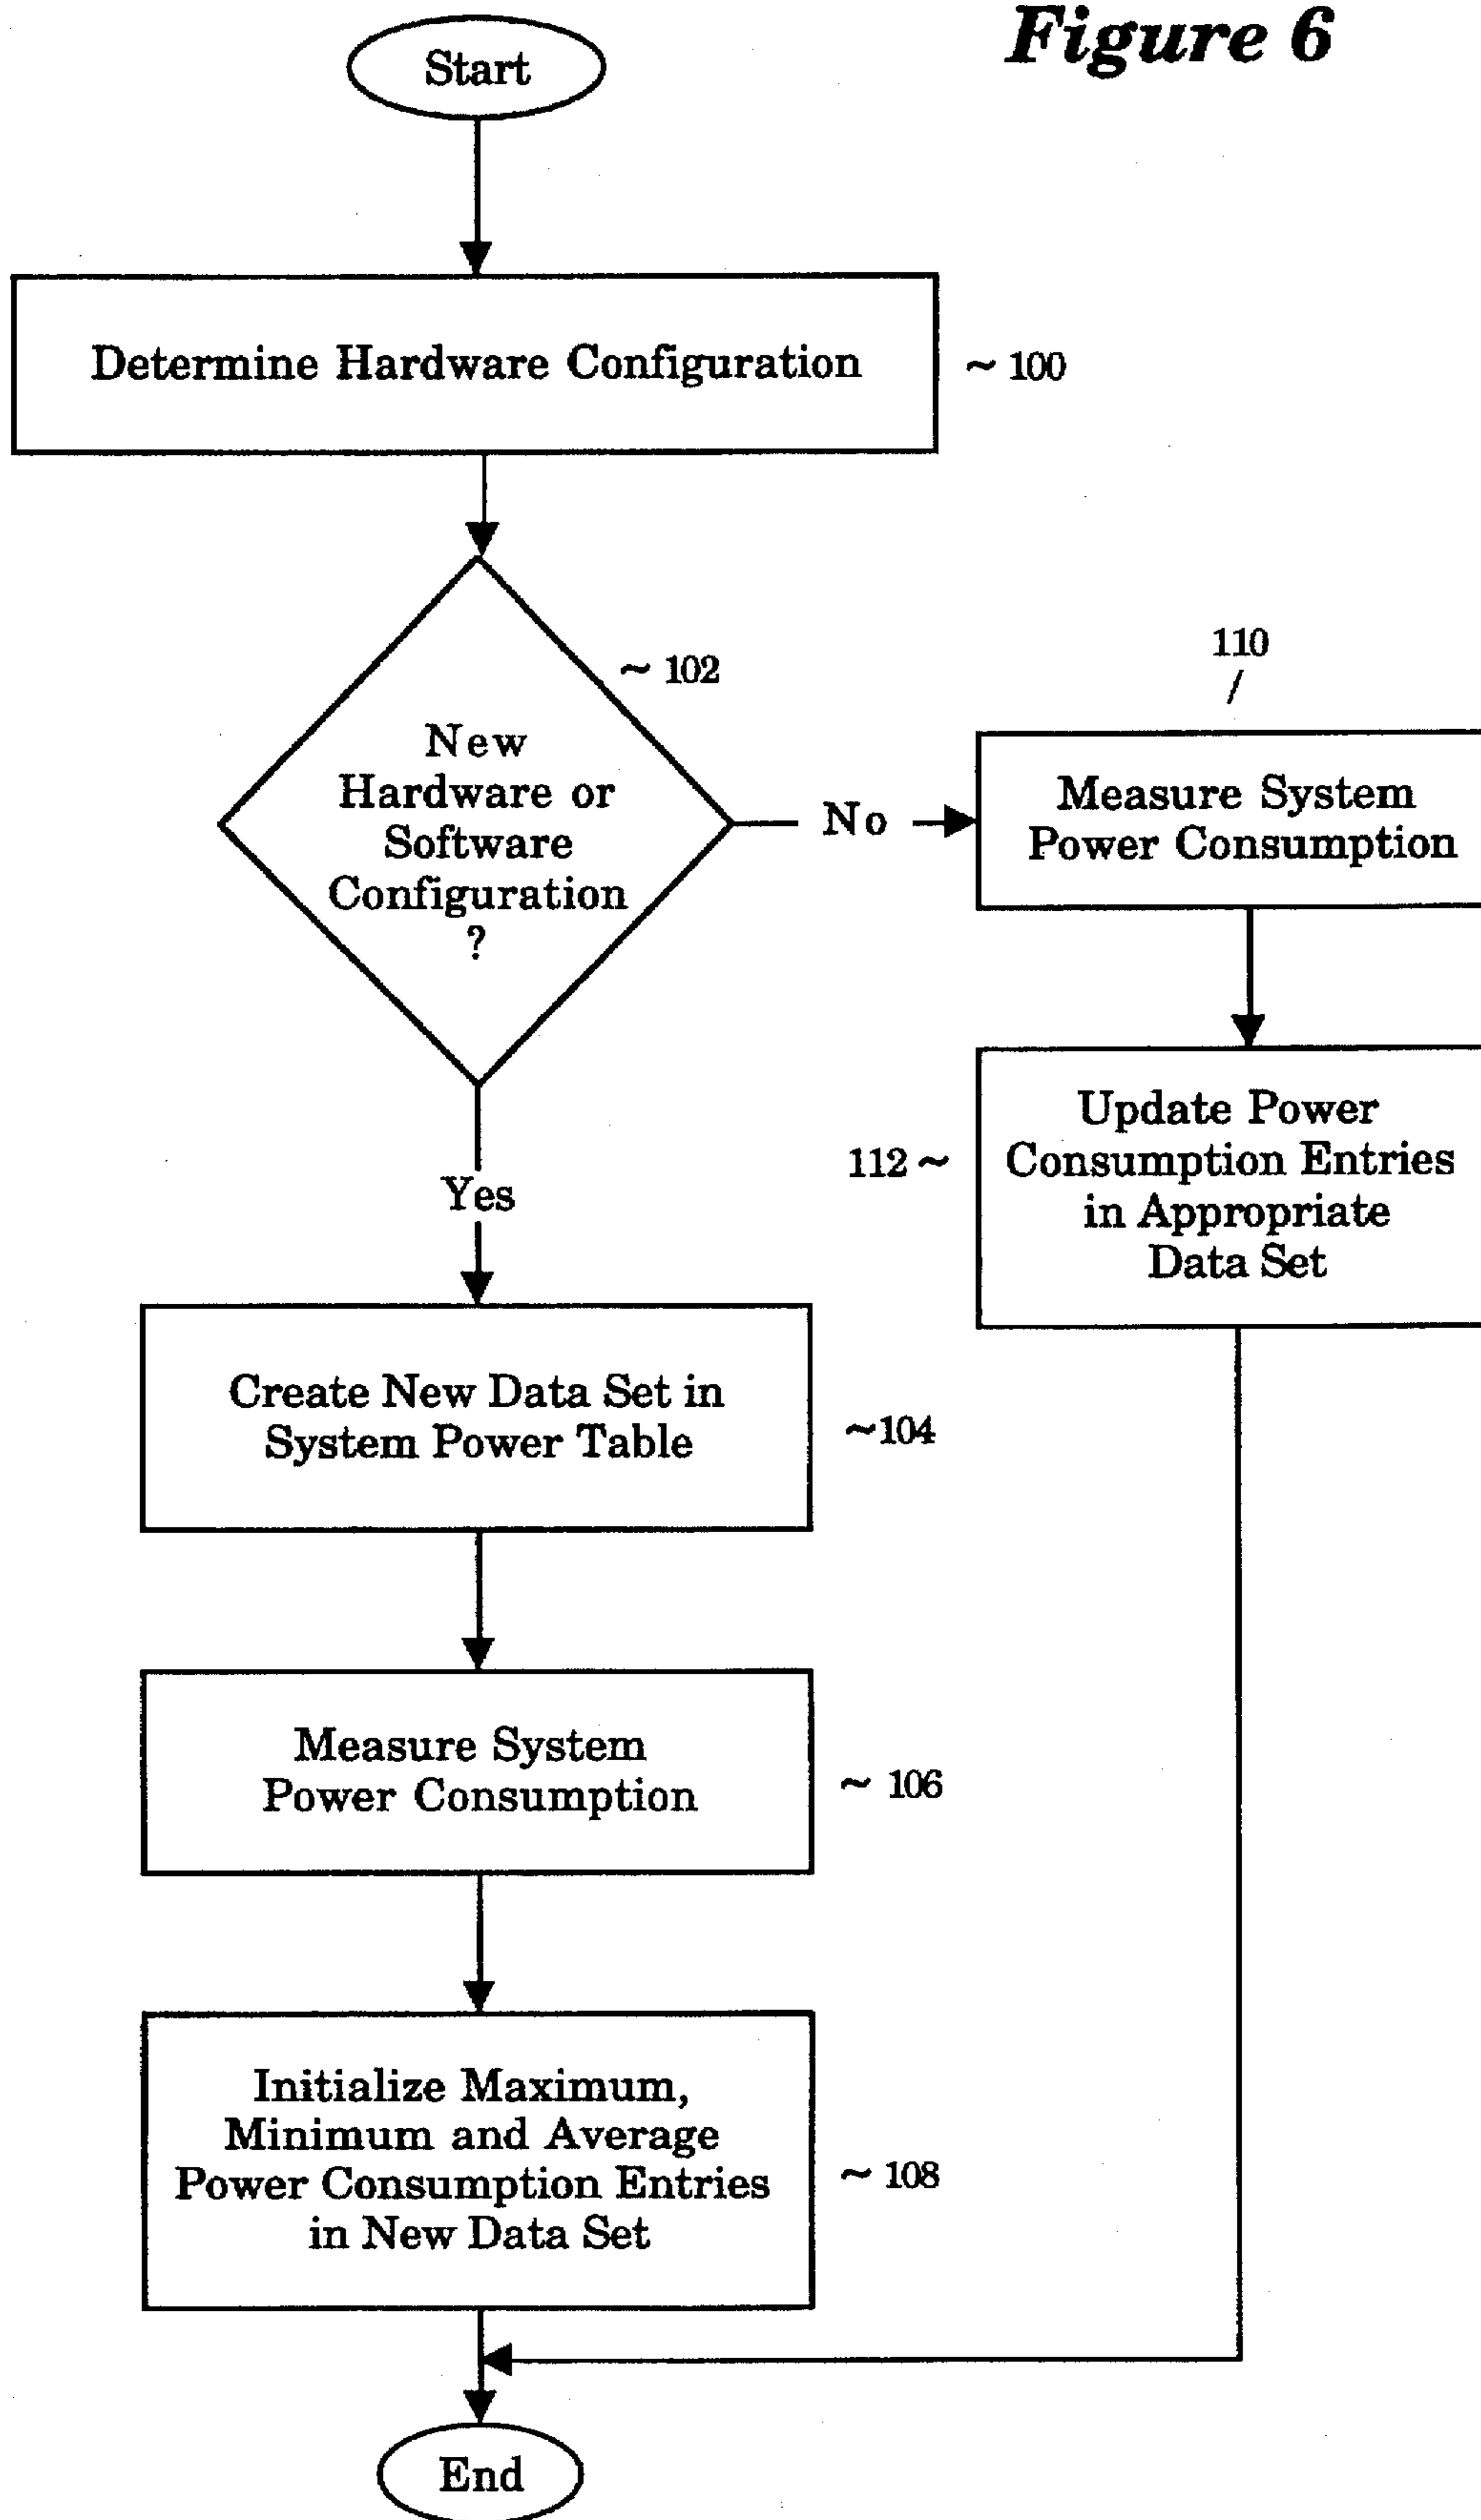 Figure 6
Start
Determine Hardware Configuration
~ 100
~ 102
New
Hardware or
Software
Configuration
?
No
110
/
Measure System
Power Consumption
Update Power
Consumption Entries
in Appropriate
Data Set
112 ~
Yes
Create New Data Set in
System Power Table
~104
Measure System
Power Consumption
~ 106
Initialize Maximum,
Minimum and Average
Power Consumption Entries
in New Data Set
~ 108
End